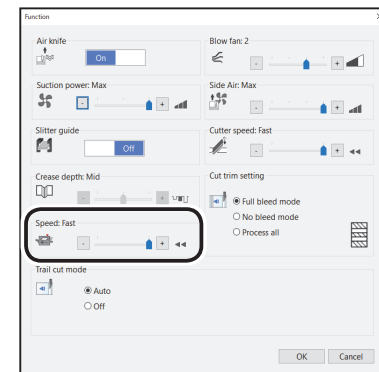 Function
Air knife
On
Blow fan: 2
- +
Suction power: Max
- +
Side Air: Max
- +
Slitter guide
Off
Cutter speed: Fast
- +
Crease depth: Mid
- +
Cut trim setting
Full bleed mode
No bleed mode
Process all
Speed: Fast
- +
Trail cut mode
Auto
Off
OK Cancel